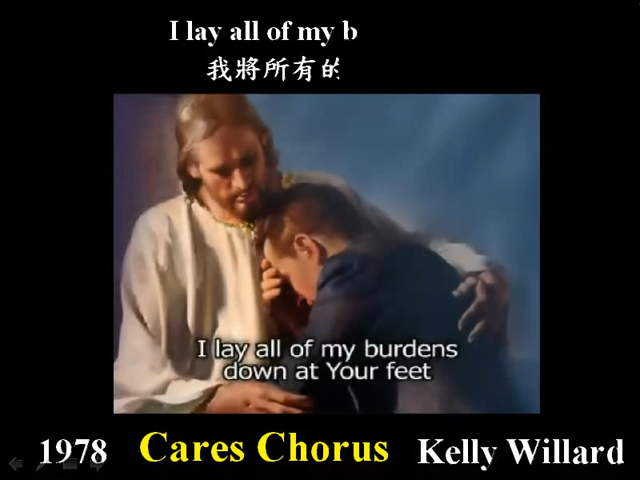 I lay all of my b
我將所有的
I lay all of my burdens
down at Your feet
1978 Cares Chorus Kelly Willard